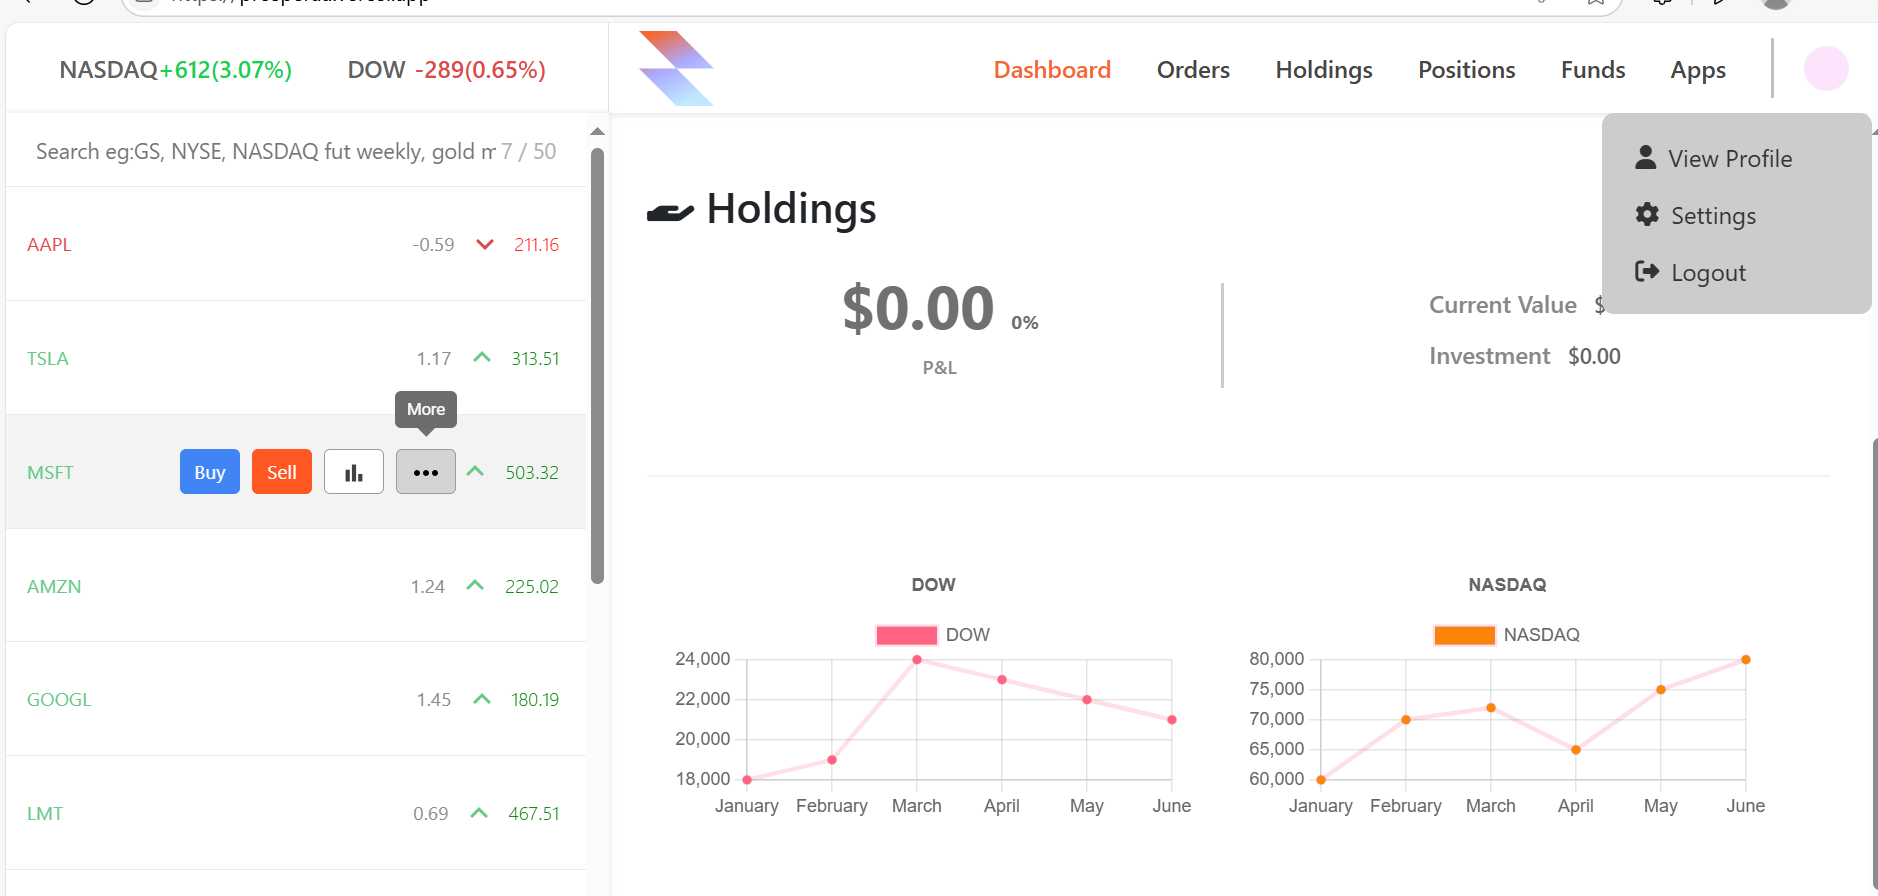 NASDAQ+612(3.07%) DOW -289(0.65%)
Dashboard Orders Holdings Positions Funds Apps
Search eg:GS, NYSE, NASDAQ fut weekly, gold m 7 / 50
View Profile
Settings
Logout
AAPL -0.59 211.16
TSLA 1.17 313.51
More
MSFT Buy Sell 503.32
AMZN 1.24 225.02
GOOGL 1.45 180.19
LMT 0.69 467.51
Holdings
$0.00 0%
P&L
Current Value $
Investment $0.00
DOW
DOW
24,000
22,000
20,000
18,000
January February March April May June
NASDAQ
NASDAQ
80,000
75,000
70,000
65,000
60,000
January February March April May June